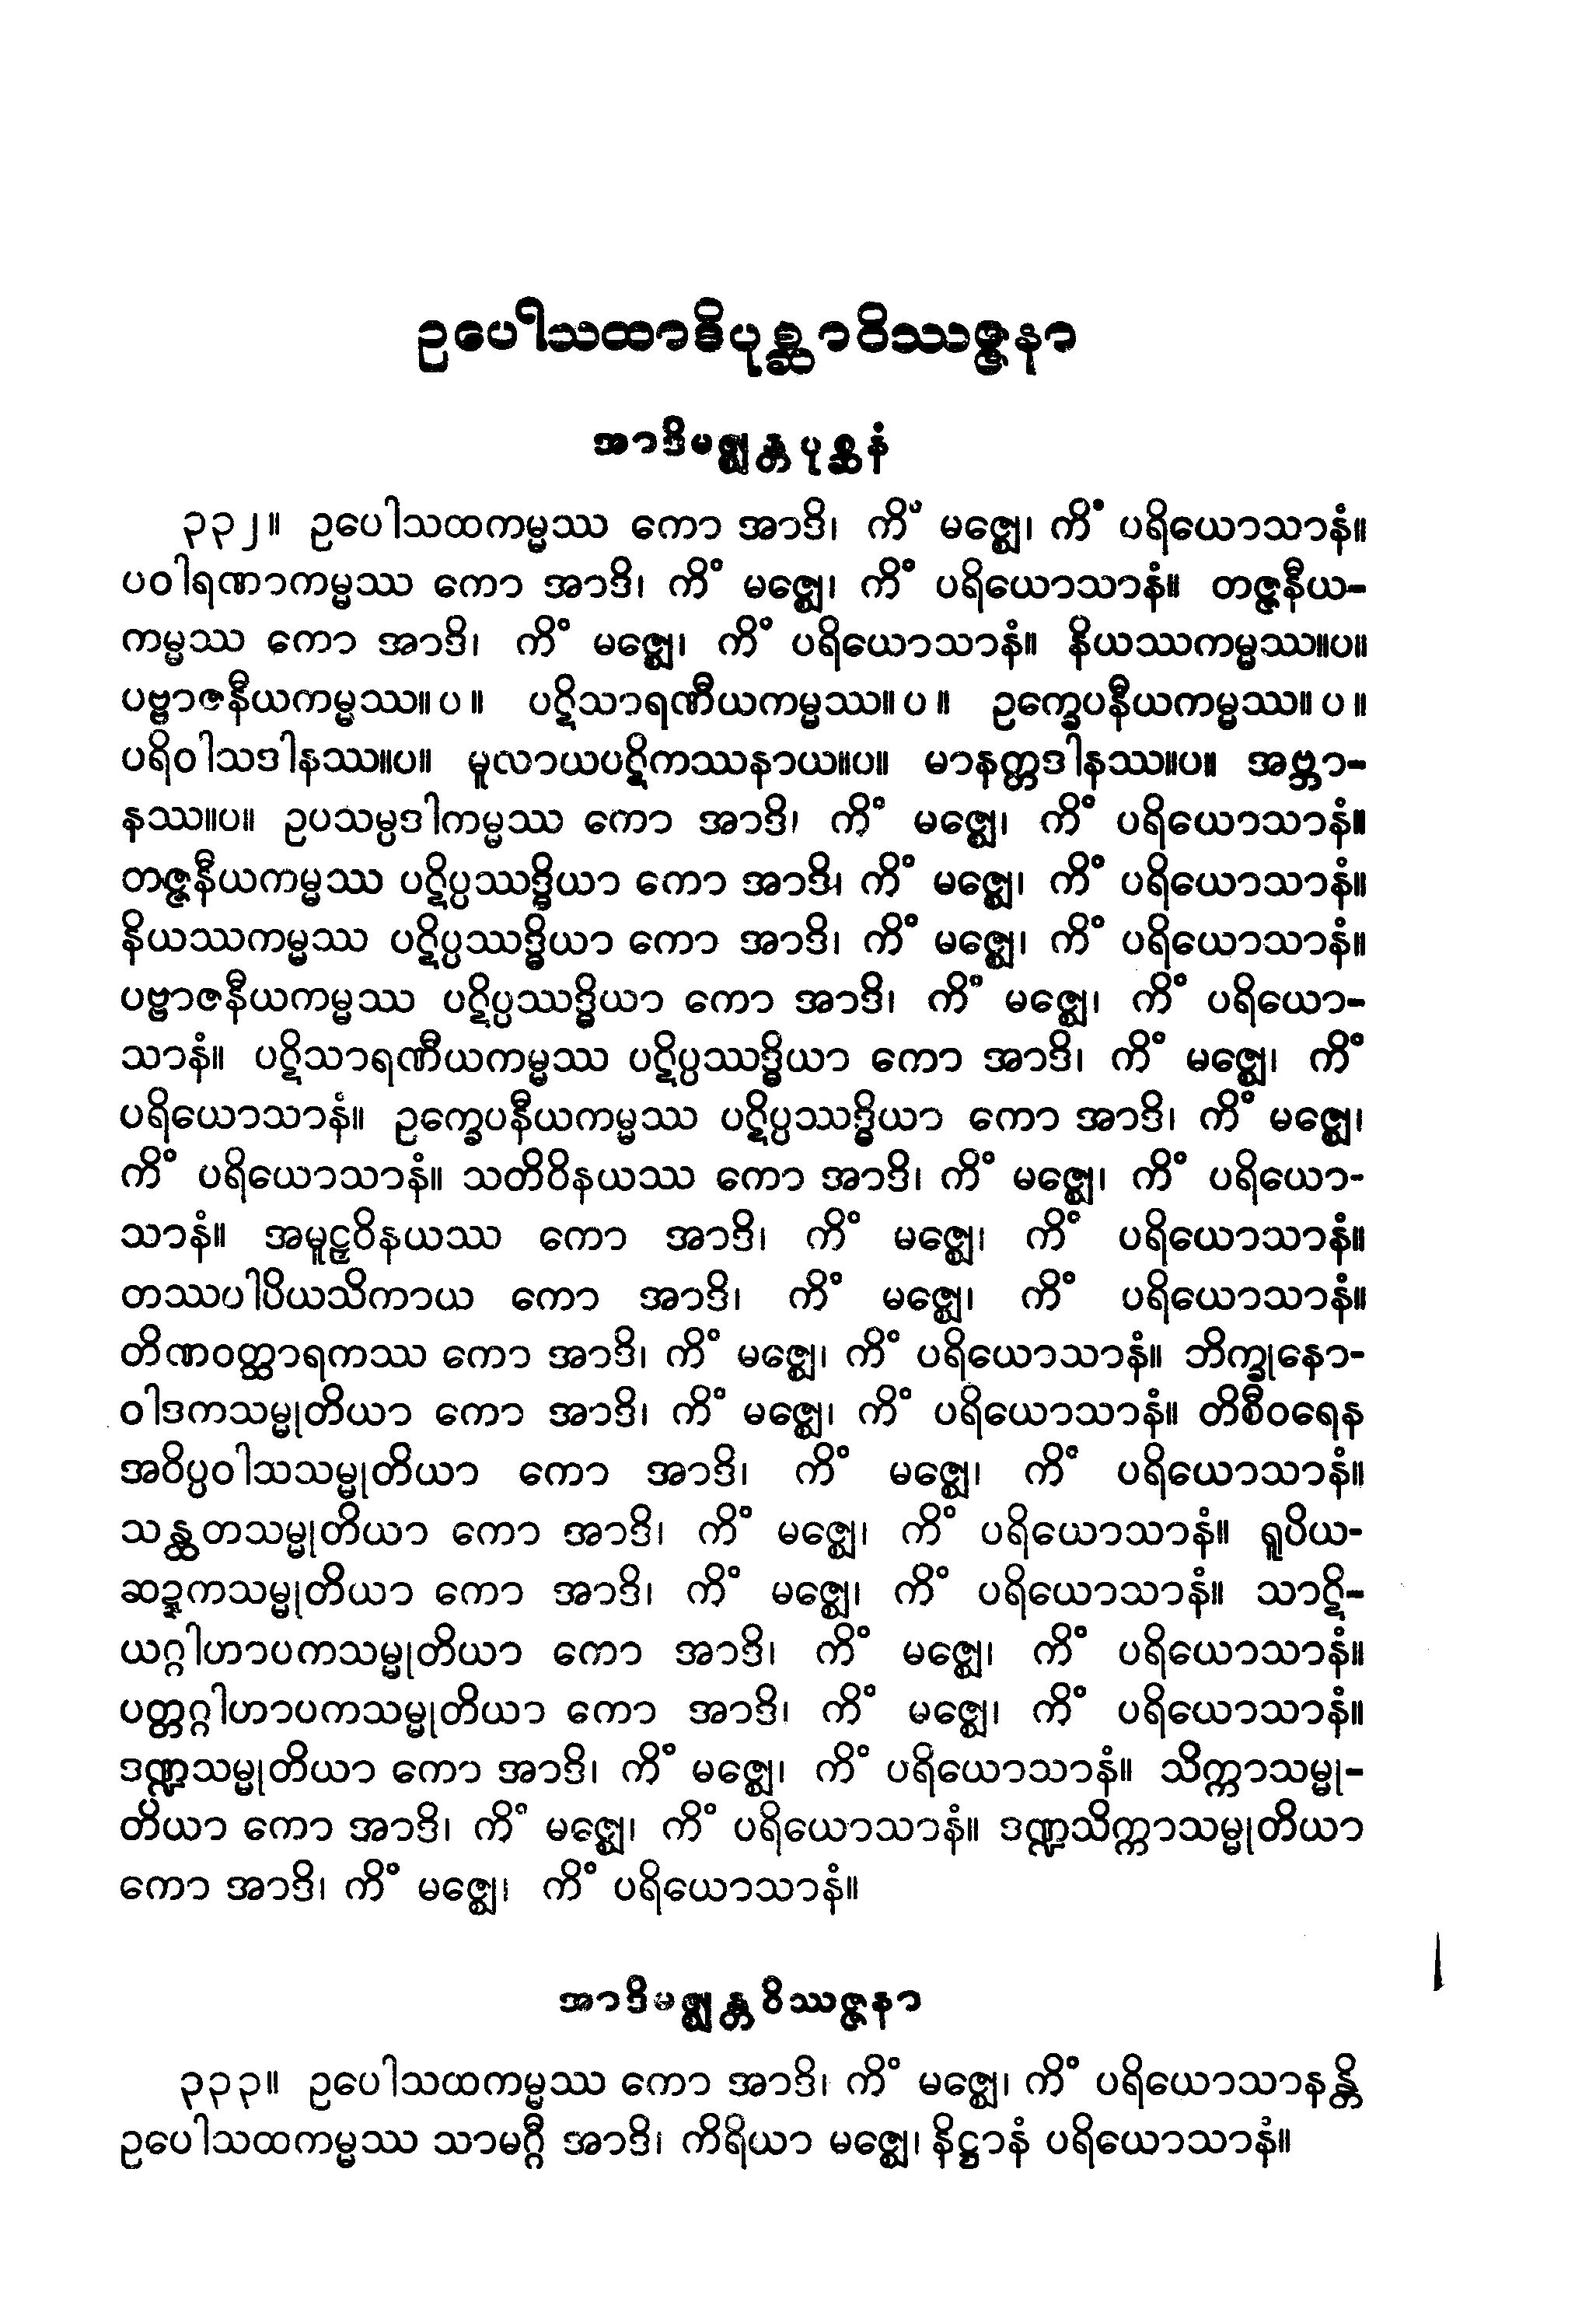 ဥပေါသထာဒိပုစ္ဆာဝိဿဇ္ဇနာ
အာဒိမဇ္ဈန္တပုစ္ဆနံ
၃၃၂။ ဥပေါသထကမ္မဿ ကော အာဒိ၊ ကိံ မဇ္ဈေ၊ ကိံ ပရိယောသာနံ။
ပဝါရဏာကမ္မဿ ကော အာဒိ၊ ကိံ မဇ္ဈေ၊ ကိံ ပရိယောသာနံ။ တဇ္ဇနီယ-
ကမ္မဿ ကော အာဒိ၊ ကိံ မဇ္ဈေ၊ ကိံ ပရိယောသာနံ။ နိယဿကမ္မဿ။ပ။
ပဗ္ဗာဇနီယကမ္မဿ။ပ။ ပဋိသာရဏီယကမ္မဿ။ပ။ ဥက္ခေပနီယကမ္မဿ။ပ။
ပရိဝါသဒါနဿ။ပ။ မူလာယပဋိကဿနာယ။ပ။ မာနတ္တဒါနဿ။ပ။ အဗ္ဘာ-
နဿ။ပ။ ဥပသမ္ပဒါကမ္မဿ ကော အာဒိ၊ ကိံ မဇ္ဈေ၊ ကိံ ပရိယောသာနံ။
တဇ္ဇနီယကမ္မဿ ပဋိပ္ပဿဒ္ဓိယာ ကော အာဒိ၊ ကိံ မဇ္ဈေ၊ ကိံ ပရိယောသာနံ။
နိယဿကမ္မဿ ပဋိပ္ပဿဒ္ဓိယာ ကော အာဒိ၊ ကိံ မဇ္ဈေ၊ ကိံ ပရိယောသာနံ။
ပဗ္ဗာဇနီယကမ္မဿ ပဋိပ္ပဿဒ္ဓိယာ ကော အာဒိ၊ ကိံ မဇ္ဈေ၊ ကိံ ပရိယော-
သာနံ။ ပဋိသာရဏီယကမ္မဿ ပဋိပ္ပဿဒ္ဓိယာ ကော အာဒိ၊ ကိံ မဇ္ဈေ၊ ကိံ
ပရိယောသာနံ။ ဥက္ခေပနီယကမ္မဿ ပဋိပ္ပဿဒ္ဓိယာ ကော အာဒိ၊ ကိံ မဇ္ဈေ၊
ကိံ ပရိယောသာနံ။ သတိဝိနယဿ ကော အာဒိ၊ ကိံ မဇ္ဈေ၊ ကိံ ပရိယော-
သာနံ။ အမူဠှဝိနယဿ ကော အာဒိ၊ ကိံ မဇ္ဈေ၊ ကိံ ပရိယောသာနံ။
တဿပါပိယသိကာယ ကော အာဒိ၊ ကိံ မဇ္ဈေ၊ ကိံ ပရိယောသာနံ။
တိဏဝတ္ထာရကဿ ကော အာဒိ၊ ကိံ မဇ္ဈေ၊ ကိံ ပရိယောသာနံ။ ဘိက္ခုနော-
ဝါဒကသမ္မုတိယာ ကော အာဒိ၊ ကိံ မဇ္ဈေ၊ ကိံ ပရိယောသာနံ။ တိစီဝရေန
အဝိပ္ပဝါသသမ္မုတိယာ ကော အာဒိ၊ ကိံ မဇ္ဈေ၊ ကိံ ပရိယောသာနံ။
သန္ထတသမ္မုတိယာ ကော အာဒိ၊ ကိံ မဇ္ဈေ၊ ကိံ ပရိယောသာနံ။ ရူပိယ-
ဆဍ္ဍကသမ္မုတိယာ ကော အာဒိ၊ ကိံ မဇ္ဈေ၊ ကိံ ပရိယောသာနံ။ သာဋိ-
ယဂ္ဂါဟာပကသမ္မုတိယာ ကော အာဒိ၊ ကိံ မဇ္ဈေ၊ ကိံ ပရိယောသာနံ။
ပတ္တဂ္ဂါဟာပကသမ္မုတိယာ ကော အာဒိ၊ ကိံ မဇ္ဈေ၊ ကိံ ပရိယောသာနံ။
ဒဏ္ဍသမ္မုတိယာ ကော အာဒိ၊ ကိံ မဇ္ဈေ၊ ကိံ ပရိယောသာနံ။ သိက္ကာသမ္မု-
တိယာ ကော အာဒိ၊ ကိံ မဇ္ဈေ၊ ကိံ ပရိယောသာနံ။ ဒဏ္ဍသိက္ကာသမ္မုတိယာ
ကော အာဒိ၊ ကိံ မဇ္ဈေ၊ ကိံ ပရိယောသာနံ။
အာဒိမဇ္ဈန္တဝိဿဇ္ဇနာ
၃၃၃။ ဥပေါသထကမ္မဿ ကော အာဒိ၊ ကိံ မဇ္ဈေ၊ ကိံ ပရိယောသာနန္တိ
ဥပေါသထကမ္မဿ သာမဂ္ဂီ အာဒိ၊ ကိရိယာ မဇ္ဈေ၊ နိဋ္ဌာနံ ပရိယောသာနံ။